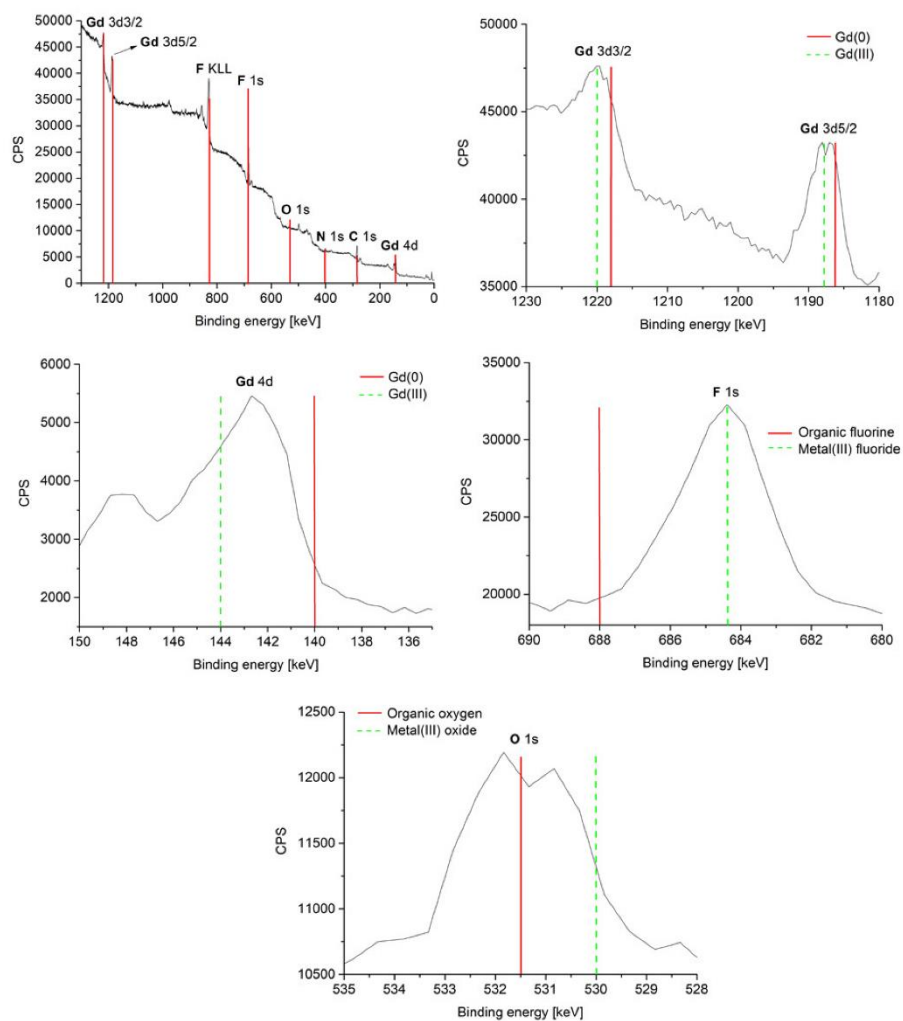 50000
45000
40000
35000
30000
25000
20000
15000
10000
5000
0
CPS
Gd 3d3/2
Gd 3d5/2
F KLL
F 1s
O 1s
N 1s
C 1s
Gd 4d
1200
1000
800
600
400
200
0
Binding energy [keV]
50000
45000
40000
35000
CPS
Gd 3d3/2
Gd(0)
Gd(III)
Gd 3d5/2
1230
1220
1210
1200
1190
1180
Binding energy [keV]
6000
5000
4000
3000
2000
CPS
Gd 4d
Gd(0)
Gd(III)
150
148
146
144
142
140
138
136
Binding energy [keV]
35000
30000
25000
20000
CPS
F 1s
Organic fluorine
Metal(III) fluoride
690
688
686
684
682
680
Binding energy [keV]
12500
12000
11500
11000
10500
CPS
Organic oxygen
Metal(III) oxide
O 1s
535
534
533
532
531
530
529
528
Binding energy [keV]